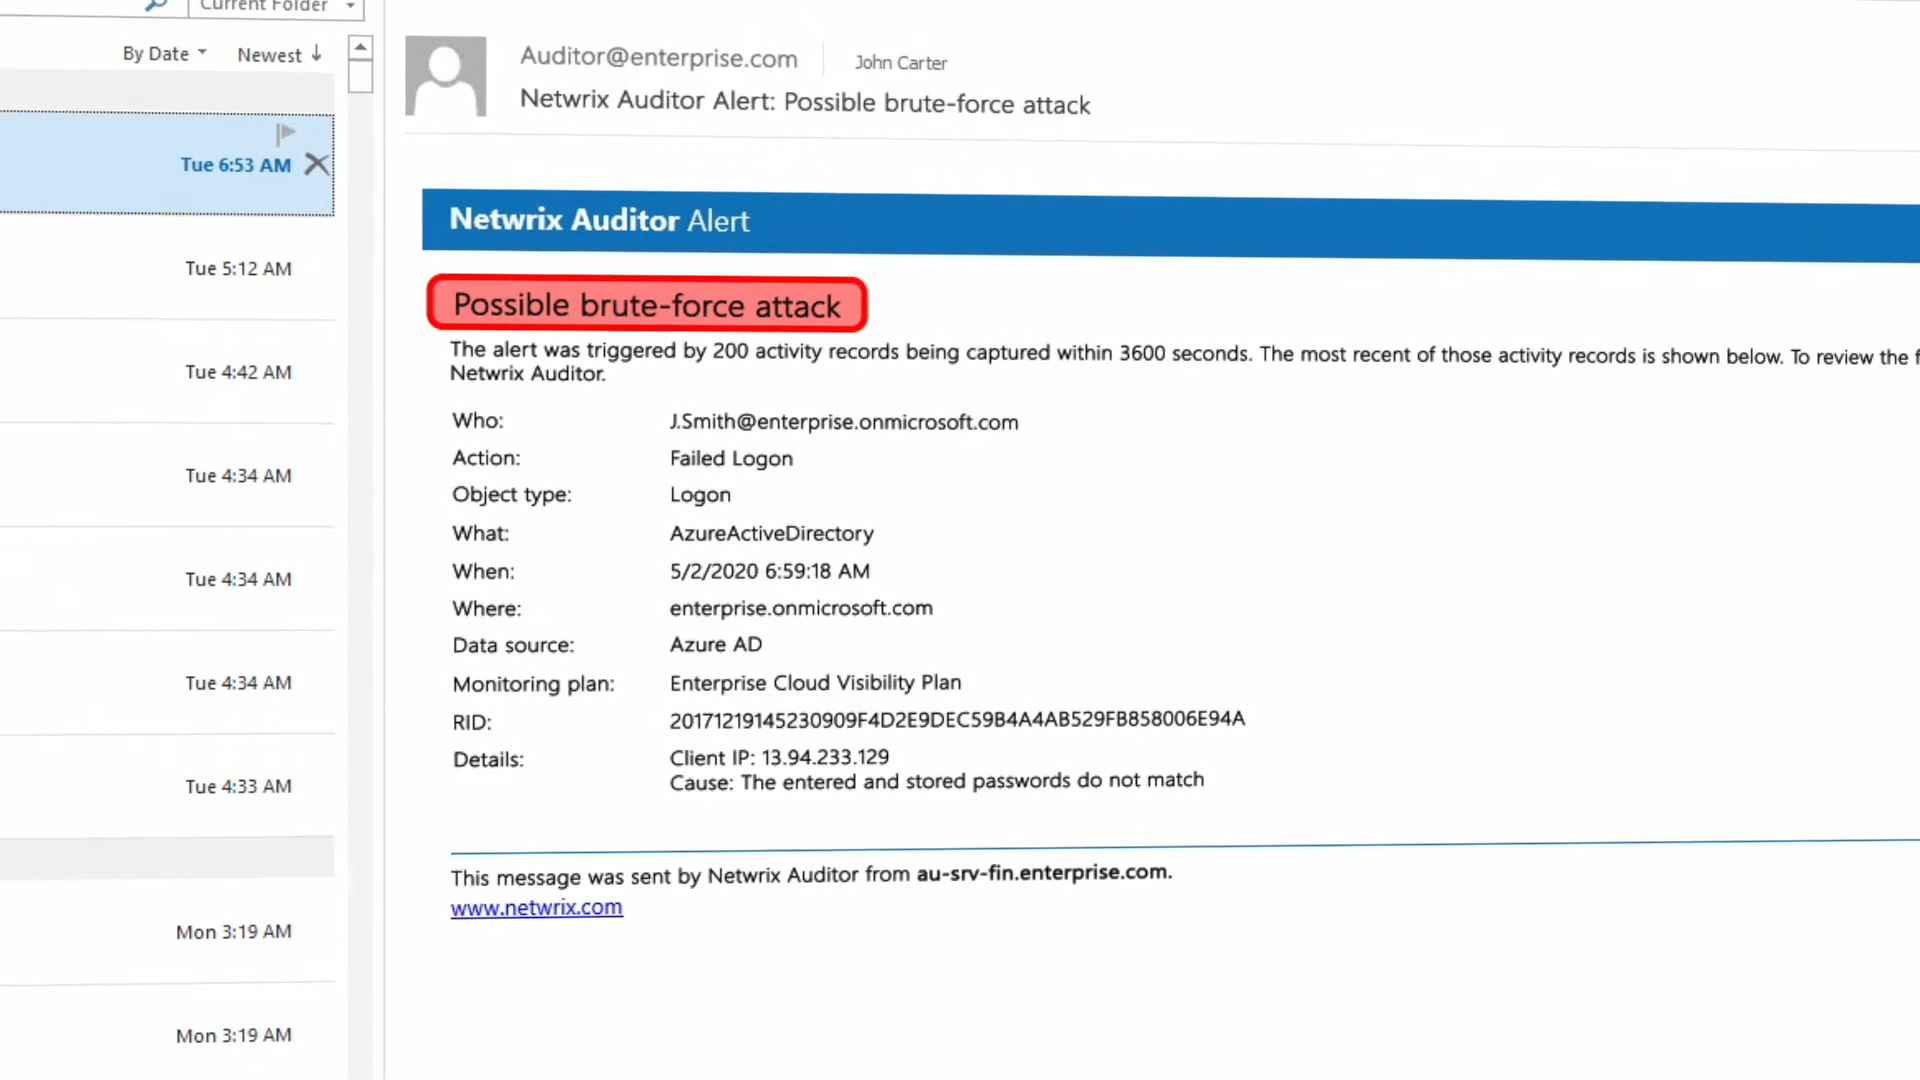 Current Folder
By Date
Newest
Tue 6:53 AM
Tue 5:12 AM
Tue 4:42 AM
Tue 4:34 AM
Tue 4:34 AM
Tue 4:34 AM
Tue 4:33 AM
Mon 3:19 AM
Mon 3:19 AM
Auditor@enterprise.com
John Carter
Netwrix Auditor Alert: Possible brute-force attack
Netwrix Auditor Alert
Possible brute-force attack
The alert was triggered by 200 activity records being captured within 3600 seconds. The most recent of those activity records is shown below. To review the
Netwrix Auditor.
Who: J.Smith@enterprise.onmicrosoft.com
Action: Failed Logon
Object type: Logon
What: AzureActiveDirectory
When: 5/2/2020 6:59:18 AM
Where: enterprise.onmicrosoft.com
Data source: Azure AD
Monitoring plan: Enterprise Cloud Visibility Plan
RID: 20171219145230909F4D2E9DEC59B4A4AB529FB858006E94A
Details: Client IP: 13.94.233.129
Cause: The entered and stored passwords do not match
This message was sent by Netwrix Auditor from au-srv-fin.enterprise.com.
www.netwrix.com